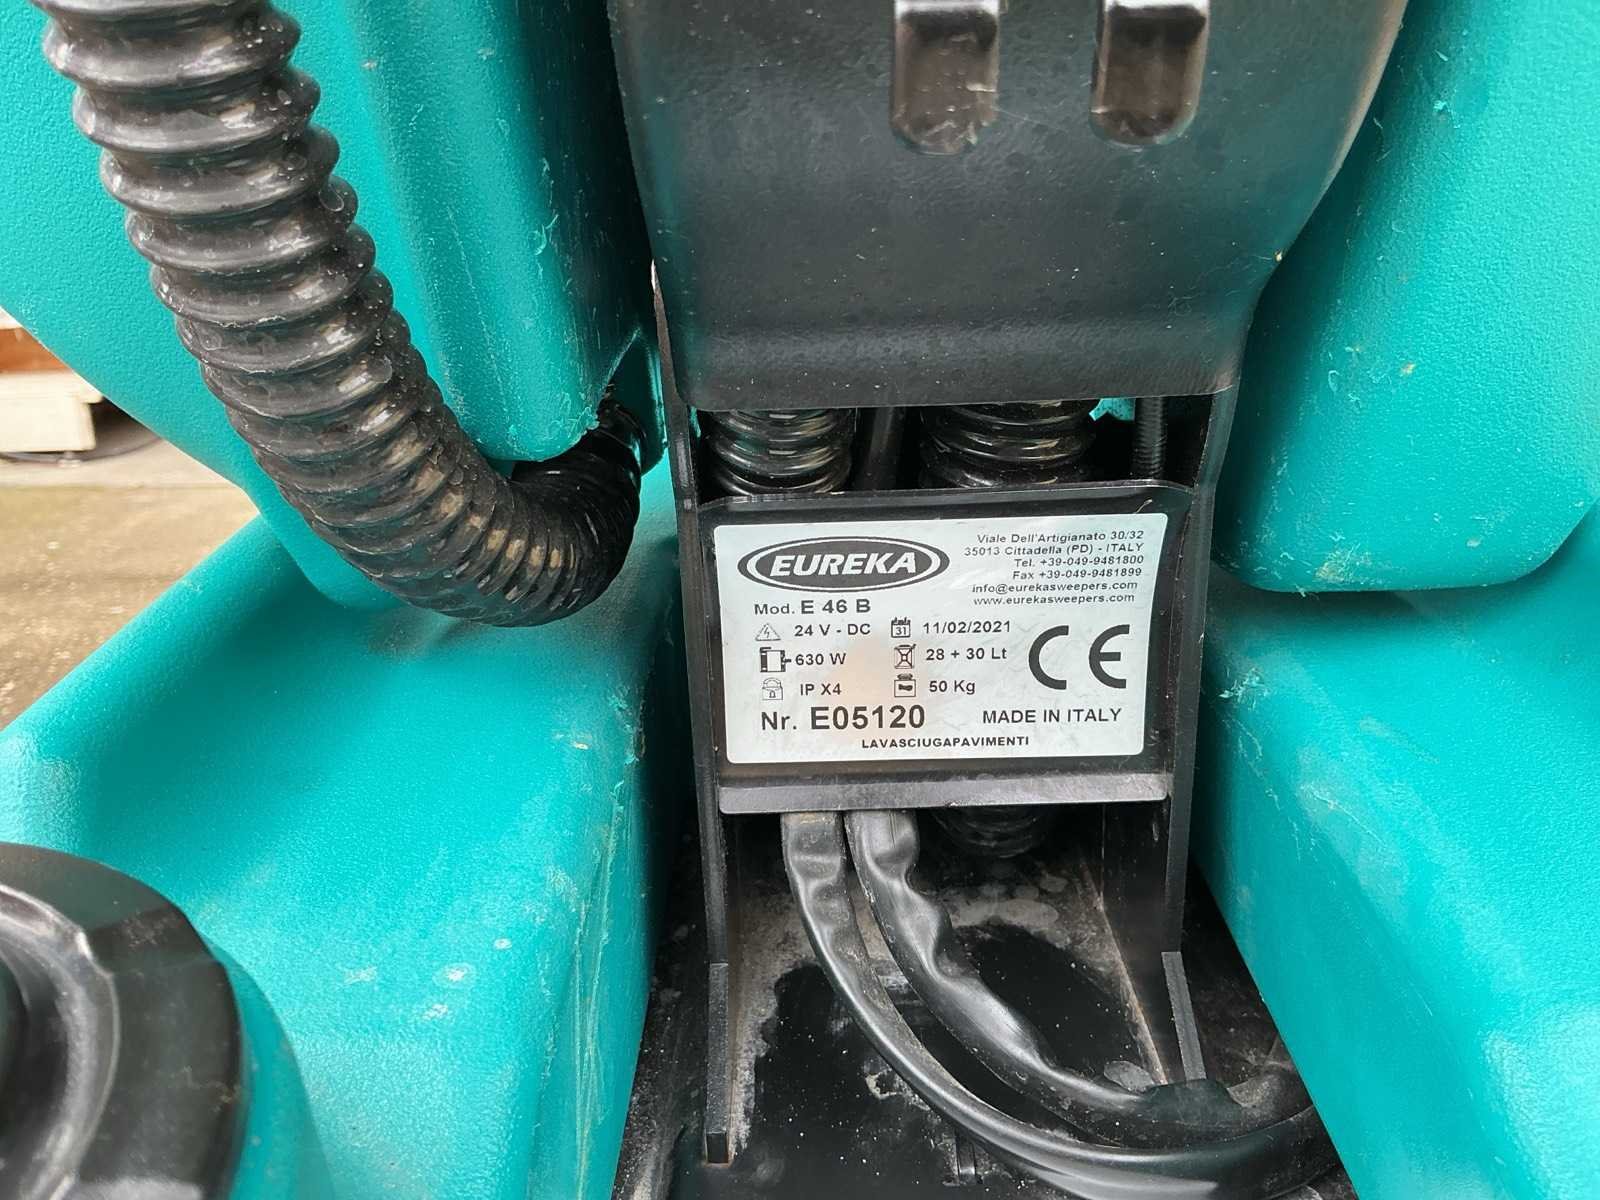 EUREKA
Viale Dell'Artigianato 30/32
35013 Cittadella (PD) - ITALY
Tel. +39-049-9481800
Fax +39-049-9481899
info@eurekasweepers.com
www.eurekasweepers.com
Mod. E 46 B
24 V - DC 31 11/02/2021
630 W 28 + 30 Lt
IP X4 50 Kg
CE
Nr. E05120 MADE IN ITALY
LAVASCIUGAPAVIMENTI